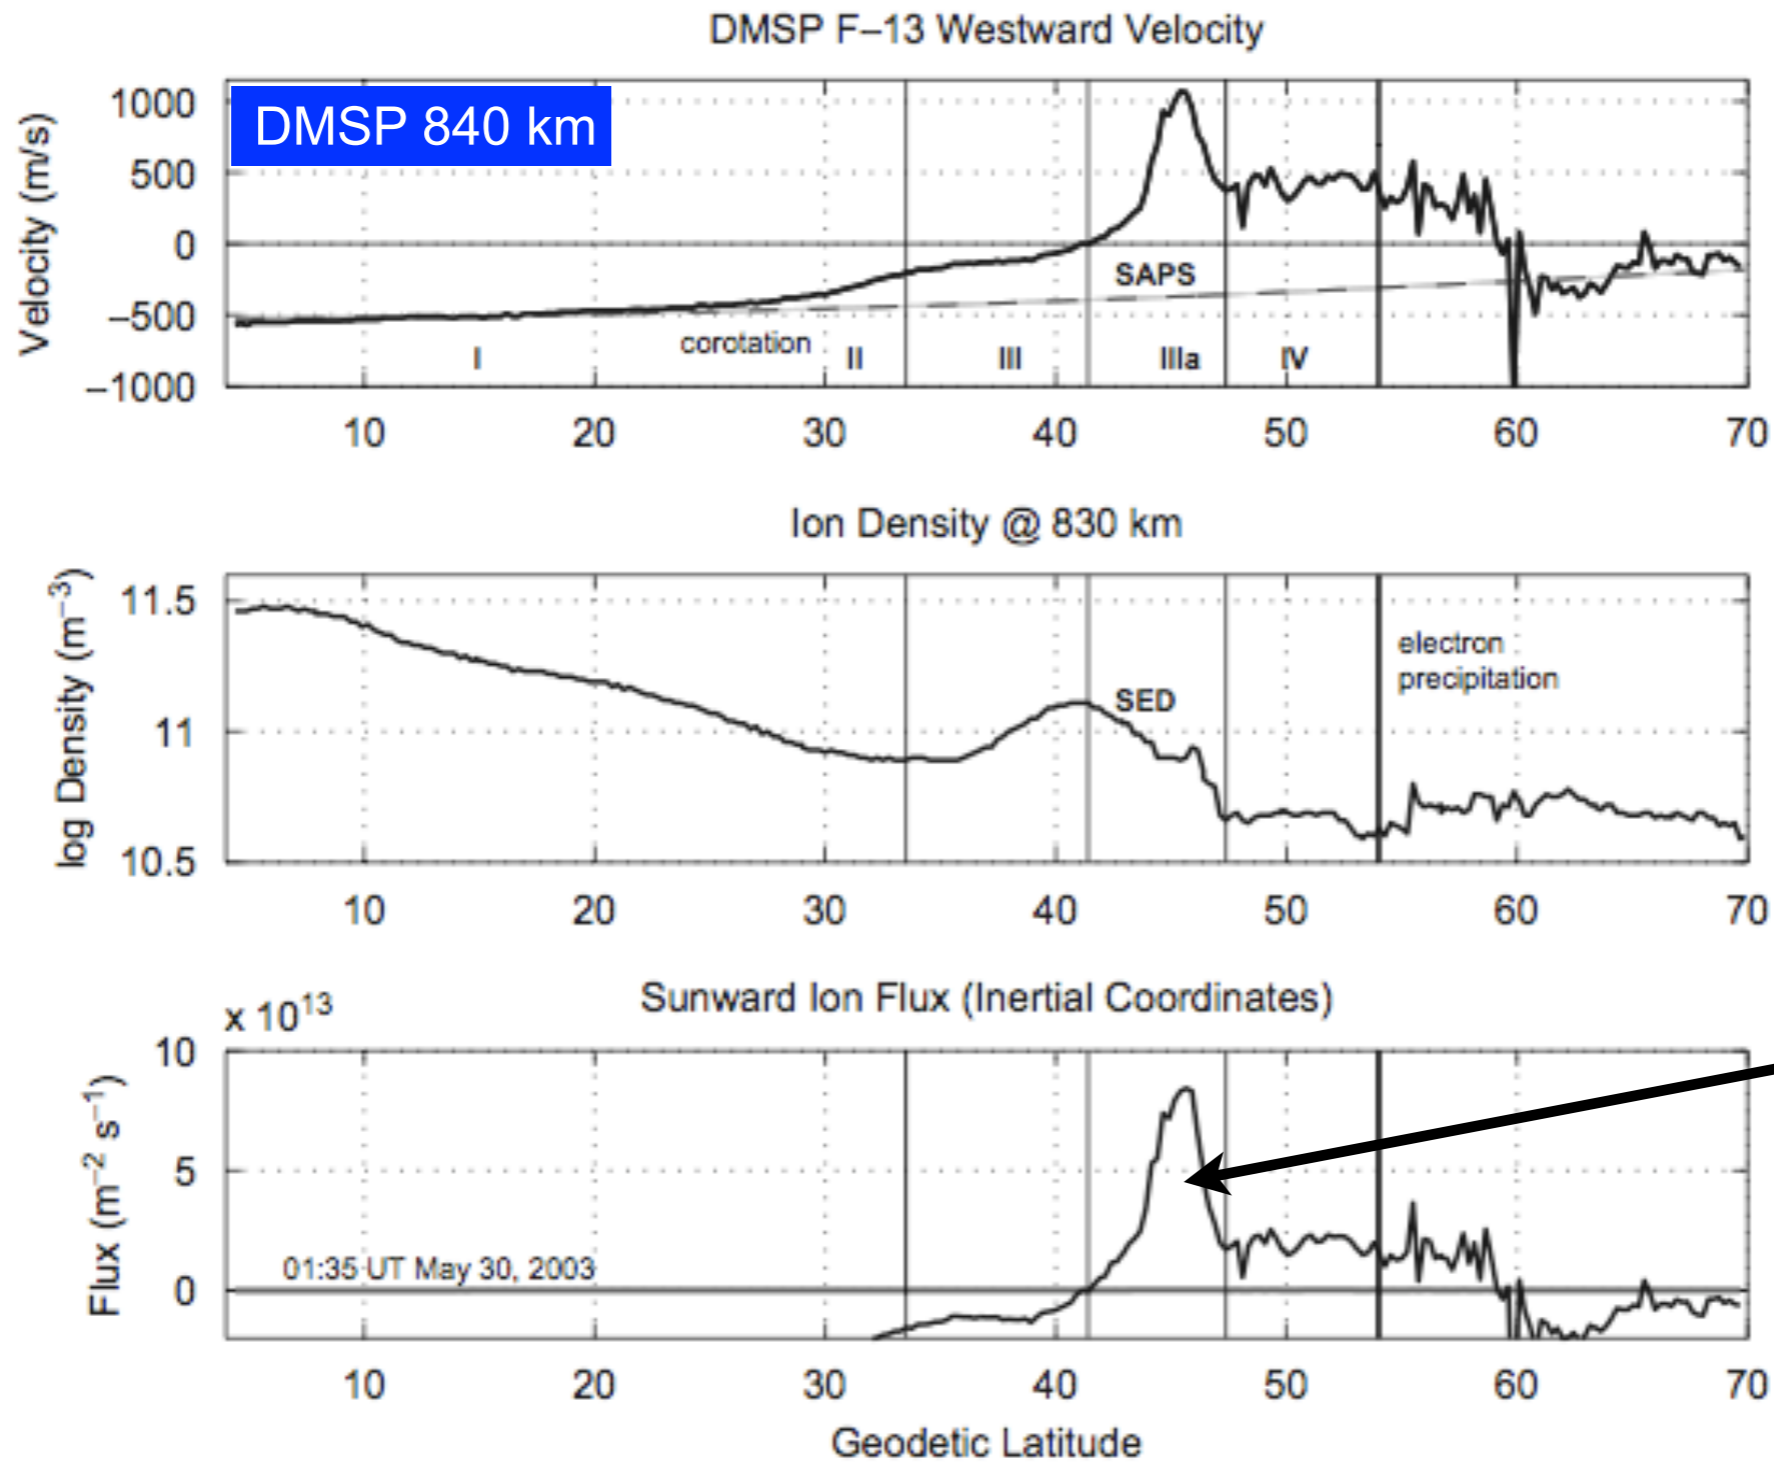 DMSP F–13 Westward Velocity
DMSP 840 km
Velocity (m/s)
1000
500
0
–500
–1000
SAPS
corotation
I
II
III
IIIa
IV
10 20 30 40 50 60 70
Ion Density @ 830 km
log Density (m⁻³)
11.5
11
10.5
SED
electron
precipitation
10 20 30 40 50 60 70
Sunward Ion Flux (Inertial Coordinates)
x 10¹³
Flux (m⁻² s⁻¹)
10
5
0
01:35 UT May 30, 2003
10 20 30 40 50 60 70
Geodetic Latitude